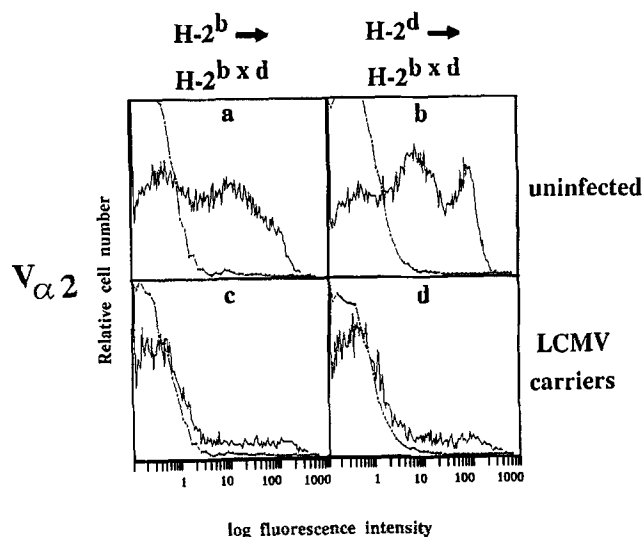 H-2b → H-2d →
H-2b x d H-2b x d
a b
uninfected
Vα2
Relative cell number
c d
LCMV
carriers
1 10 100 1000 1 10 100 1000
log fluorescence intensity